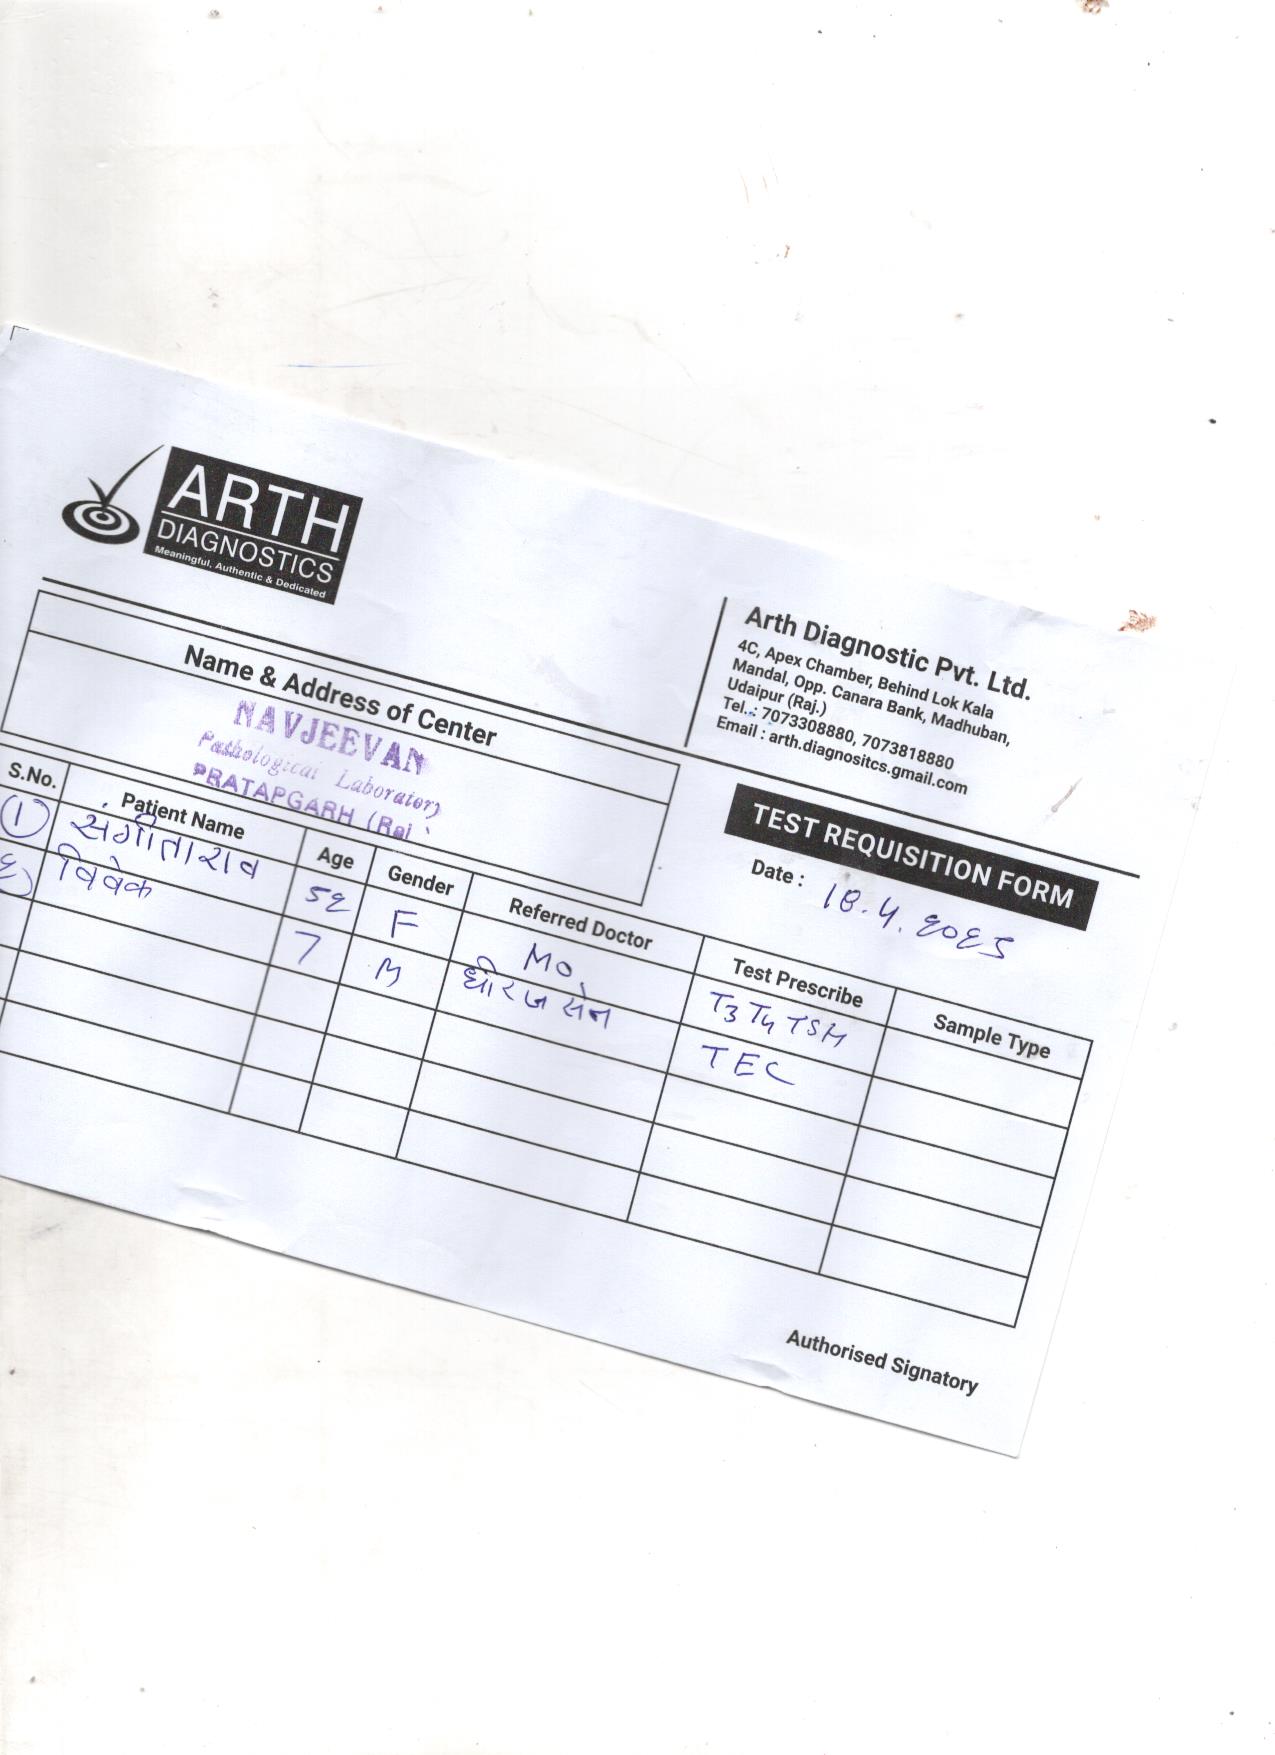 ARTH
DIAGNOSTICS
Meaningful, Authentic & Dedicated
Arth Diagnostic Pvt. Ltd.
4C, Apex Chamber, Behind Lok Kala
Mandal, Opp. Canara Bank, Madhuban,
Udaipur (Raj.)
Tel.: 7073308880, 7073818880
Email : arth.diagnositcs.gmail.com
Name & Address of Center
NAVJEEVAN
Pathological Laboratory
PRATAPGARH (Raj
TEST REQUISITION FORM
Date : 18.4.२०२5
S.No. Patient Name Age Gender Referred Doctor Test Prescribe Sample Type
1 संगीता राव 5२ F MO T3 T4 TSH
२ विवेक 7 M धीरज सेन TEC
Authorised Signatory